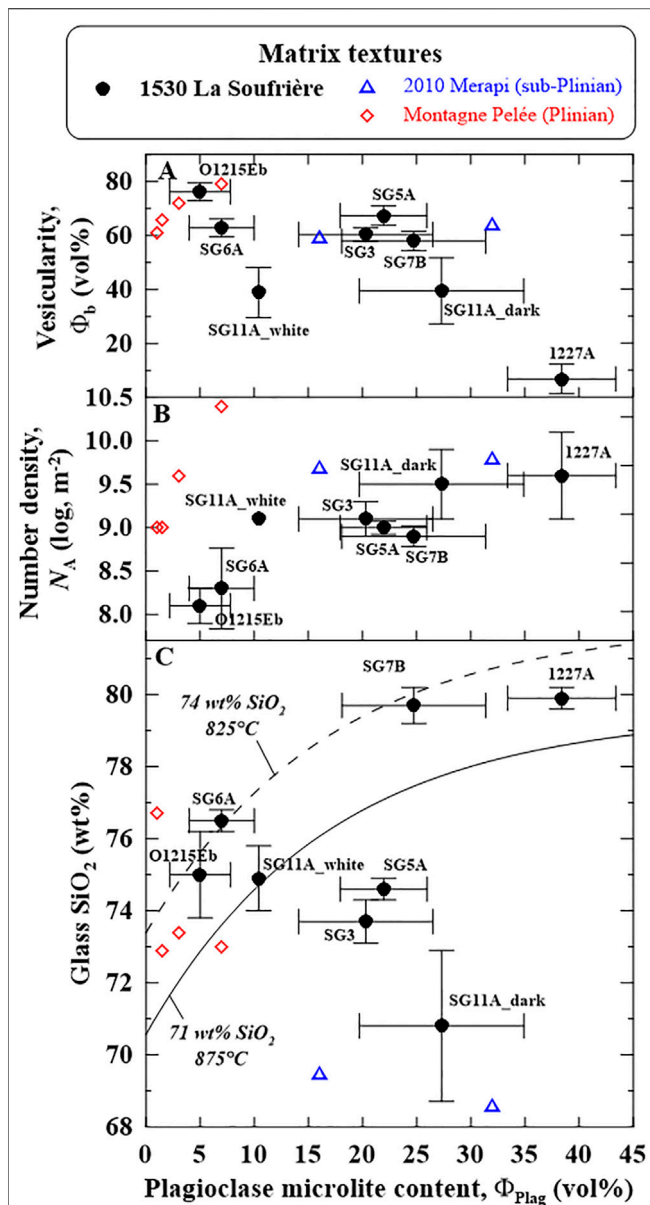 Matrix textures
1530 La Soufrière
2010 Merapi (sub-Plinian)
Montagne Pelée (Plinian)
A
Vesicularity,
Φb (vol%)
80
60
40
20
O1215Eb
SG6A
SG11A_white
SG5A
SG3
SG7B
SG11A_dark
1227A
B
Number density,
NA (log, m-2)
10.5
10.0
9.5
9.0
8.5
8.0
SG11A_white
SG6A
O1215Eb
SG11A_dark
SG3
SG5A
SG7B
1227A
C
Glass SiO2 (wt%)
80
78
76
74
72
70
68
74 wt% SiO2
825°C
71 wt% SiO2
875°C
SG7B
1227A
SG6A
O1215Eb
SG11A_white
SG5A
SG3
SG11A_dark
0 5 10 15 20 25 30 35 40 45
Plagioclase microlite content, ΦPlag (vol%)